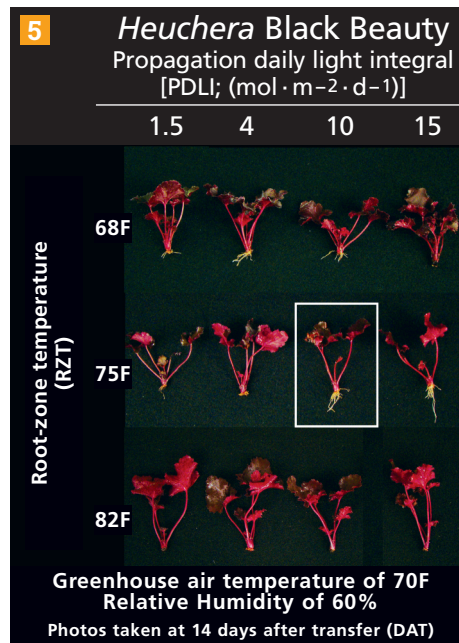 5
Heuchera Black Beauty
Propagation daily light integral
[PDLI; (mol · m–2 · d–1)]
1.5 4 10 15
68F
Root-zone temperature
(RZT)
75F
82F
Greenhouse air temperature of 70F
Relative Humidity of 60%
Photos taken at 14 days after transfer (DAT)